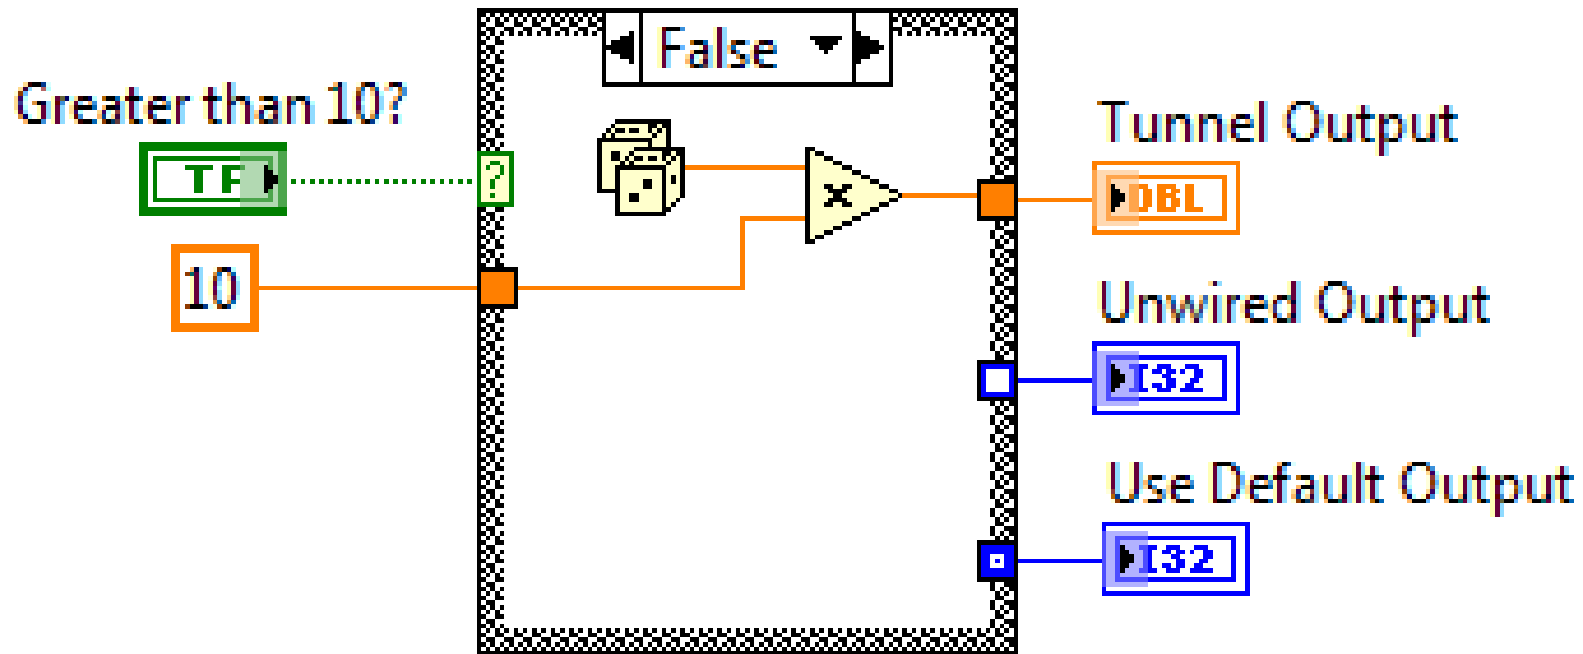 False
Greater than 10?
TF
?
10
x
Tunnel Output
DBL
Unwired Output
I32
Use Default Output
I32